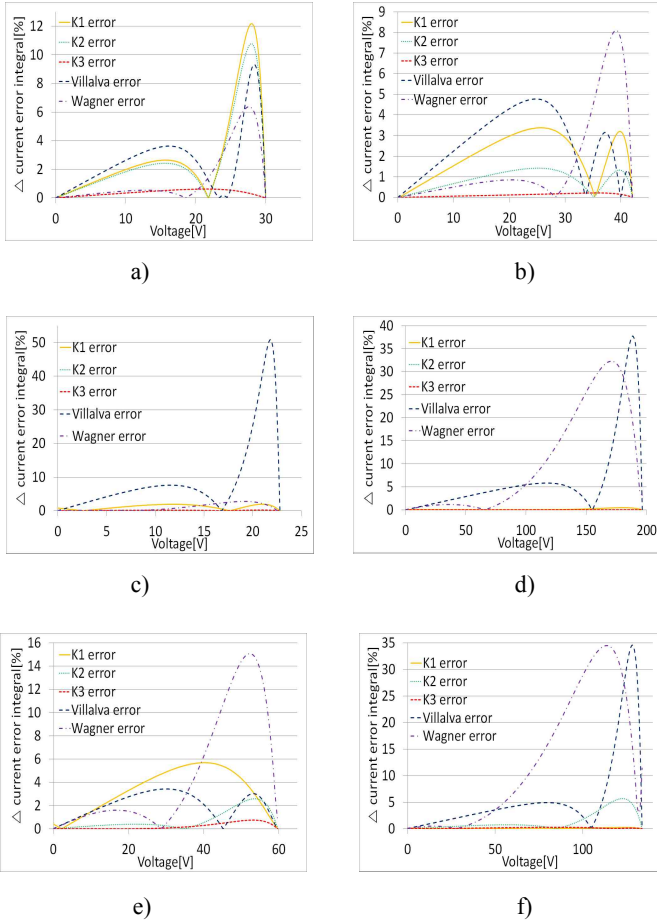 △ current error integral[%]
12
10
8
6
4
2
0
K1 error
K2 error
K3 error
Villalva error
Wagner error
0 10 20 30
Voltage[V]
a)
△ current error integral[%]
9
8
7
6
5
4
3
2
1
0
K1 error
K2 error
K3 error
Villalva error
Wagner error
0 10 20 30 40
Voltage[V]
b)
△ current error integral[%]
50
40
30
20
10
0
K1 error
K2 error
K3 error
Villalva error
Wagner error
0 5 10 15 20 25
Voltage[V]
c)
△ current error integral[%]
40
35
30
25
20
15
10
5
0
K1 error
K2 error
K3 error
Villalva error
Wagner error
0 50 100 150 200
Voltage[V]
d)
△ current error integral[%]
16
14
12
10
8
6
4
2
0
K1 error
K2 error
K3 error
Villalva error
Wagner error
0 20 40 60
Voltage[V]
e)
△ current error integral[%]
35
30
25
20
15
10
5
0
K1 error
K2 error
K3 error
Villalva error
Wagner error
0 50 100
Voltage[V]
f)